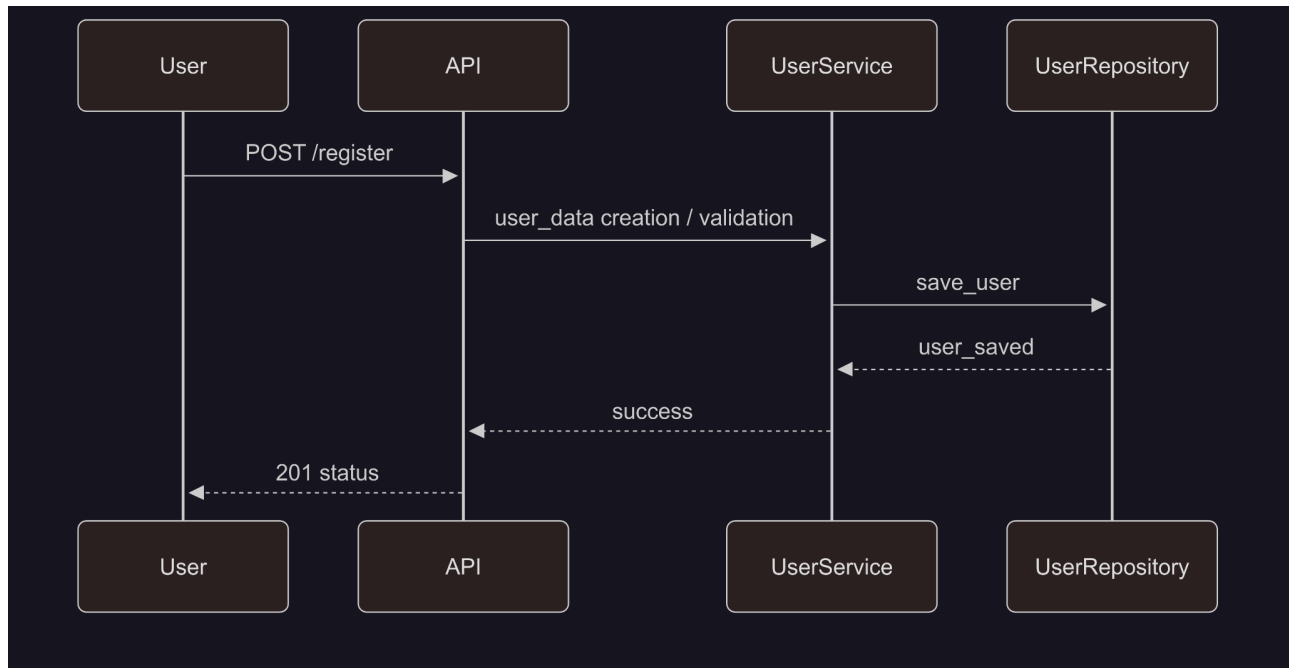 User
API
UserService
UserRepository
POST /register
user_data creation / validation
save_user
user_saved
success
201 status
User
API
UserService
UserRepository